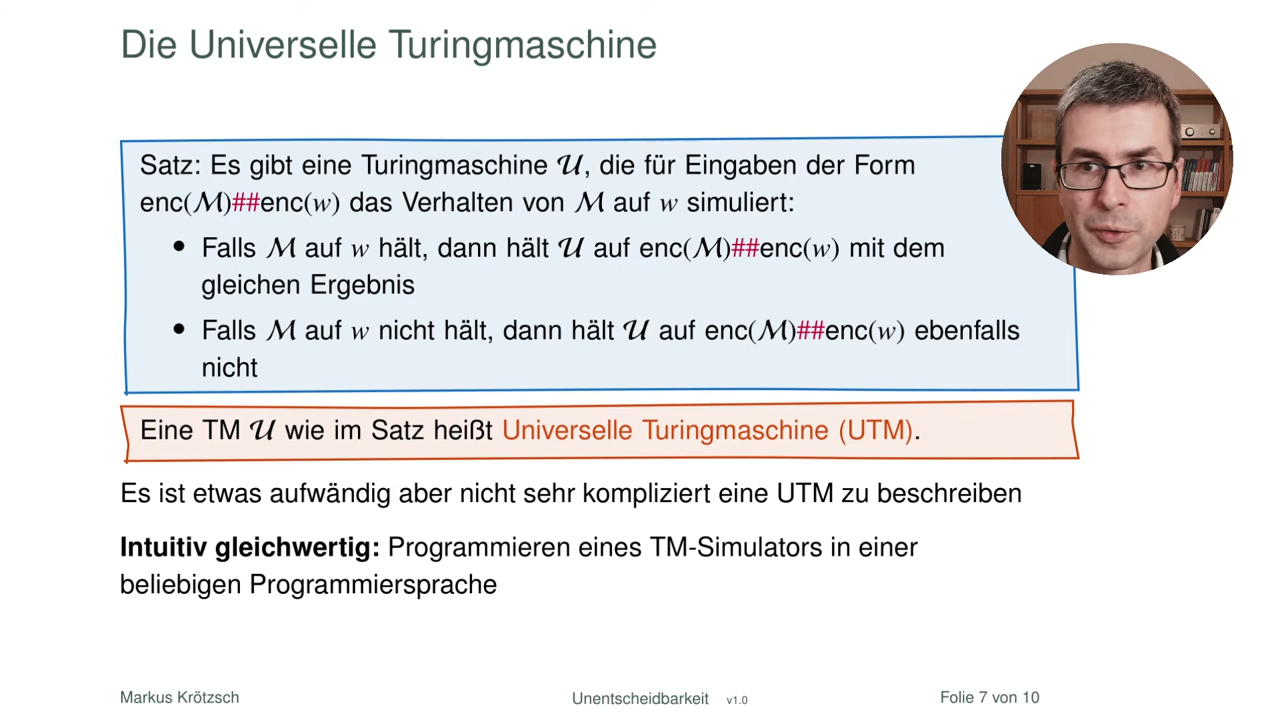 Die Universelle Turingmaschine
Satz: Es gibt eine Turingmaschine 𝒰, die für Eingaben der Form
enc(ℳ)##enc(w) das Verhalten von ℳ auf w simuliert:
• Falls ℳ auf w hält, dann hält 𝒰 auf enc(ℳ)##enc(w) mit dem
gleichen Ergebnis
• Falls ℳ auf w nicht hält, dann hält 𝒰 auf enc(ℳ)##enc(w) ebenfalls
nicht
Eine TM 𝒰 wie im Satz heißt Universelle Turingmaschine (UTM).
Es ist etwas aufwändig aber nicht sehr kompliziert eine UTM zu beschreiben
Intuitiv gleichwertig: Programmieren eines TM-Simulators in einer
beliebigen Programmiersprache
Markus Krötzsch Unentscheidbarkeit v1.0 Folie 7 von 10